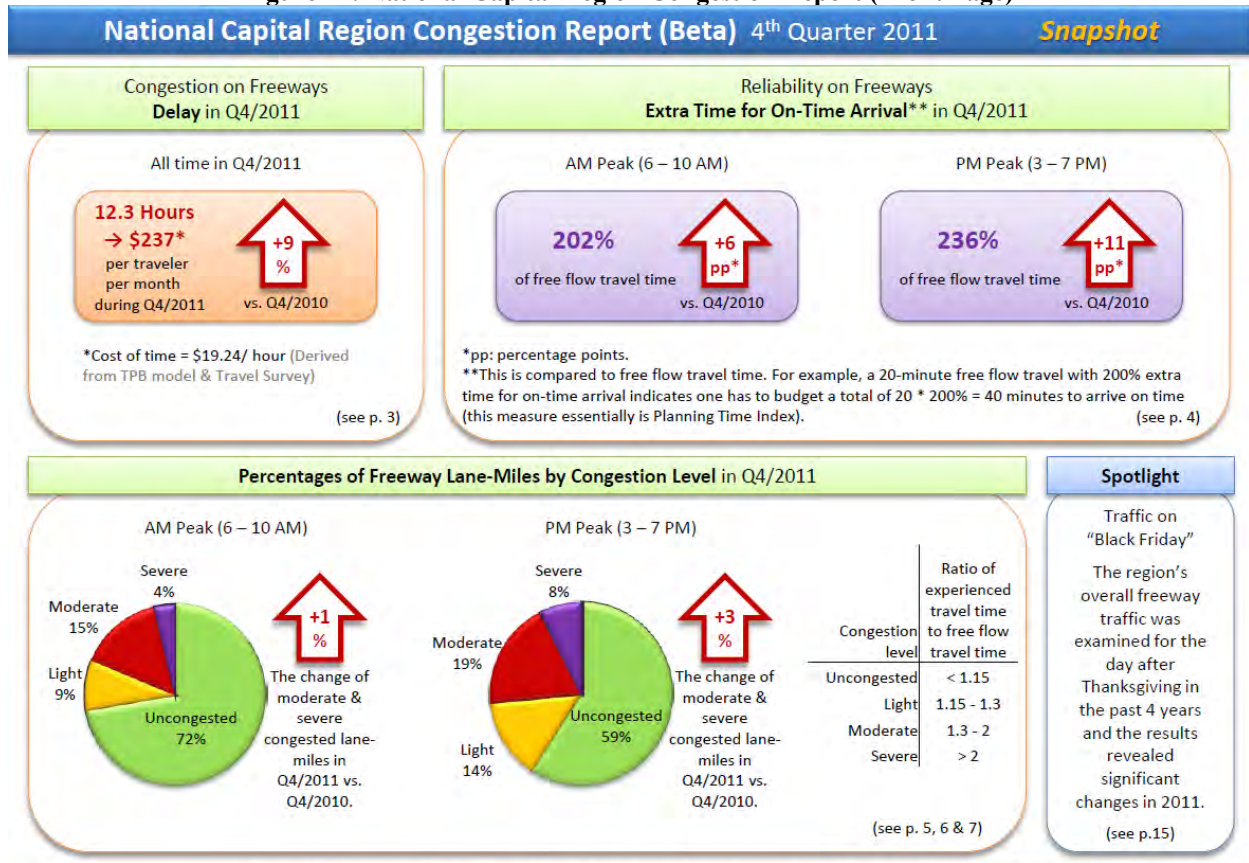 National Capital Region Congestion Report (Beta) 4th Quarter 2011 Snapshot
Congestion on Freeways
Delay in Q4/2011
All time in Q4/2011
12.3 Hours
→ $237*
per traveler
per month
during Q4/2011
+9
%
vs. Q4/2010
*Cost of time = $19.24/ hour (Derived
from TPB model & Travel Survey)
(see p. 3)
Reliability on Freeways
Extra Time for On-Time Arrival** in Q4/2011
AM Peak (6 – 10 AM)
202%
of free flow travel time
+6
pp*
vs. Q4/2010
PM Peak (3 – 7 PM)
236%
of free flow travel time
+11
pp*
vs. Q4/2010
*pp: percentage points.
**This is compared to free flow travel time. For example, a 20-minute free flow travel with 200% extra
time for on-time arrival indicates one has to budget a total of 20 * 200% = 40 minutes to arrive on time
(this measure essentially is Planning Time Index).
(see p. 4)
Percentages of Freeway Lane-Miles by Congestion Level in Q4/2011
AM Peak (6 – 10 AM)
Severe
4%
Moderate
15%
Light
9%
Uncongested
72%
+1
%
The change of
moderate &
severe
congested lane-
miles in
Q4/2011 vs.
Q4/2010.
PM Peak (3 – 7 PM)
Severe
8%
Moderate
19%
Light
14%
Uncongested
59%
+3
%
The change of
moderate &
severe
congested lane-
miles in
Q4/2011 vs.
Q4/2010.
Congestion
level
Ratio of
experienced
travel time
to free flow
travel time
Uncongested < 1.15
Light 1.15 - 1.3
Moderate 1.3 - 2
Severe > 2
(see p. 5, 6 & 7)
Spotlight
Traffic on
"Black Friday"
The region's
overall freeway
traffic was
examined for the
day after
Thanksgiving in
the past 4 years
and the results
revealed
significant
changes in 2011.
(see p.15)